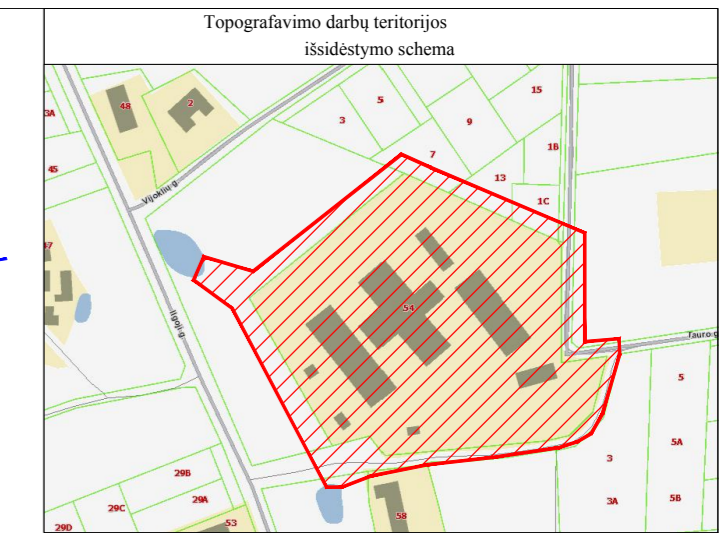 Topografavimo darbų teritorijos
išsidėstymo schema
48
2
3A
5
3
9
15
1B
45
7
13
1C
Vijoklių g.
47
54
Ilgoji g.
Tauro g
5
5A
3
29B
29A
29C
29D
53
58
3A
5B